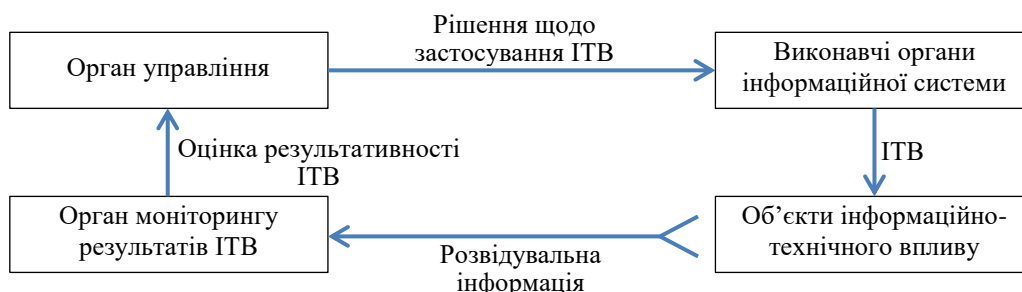 Рішення щодо
застосування ІТВ
Орган управління
Виконавчі органи
інформаційної системи
Оцінка результативності
ІТВ
ІТВ
Орган моніторингу
результатів ІТВ
Об’єкти інформаційно-
технічного впливу
Розвідувальна
інформація